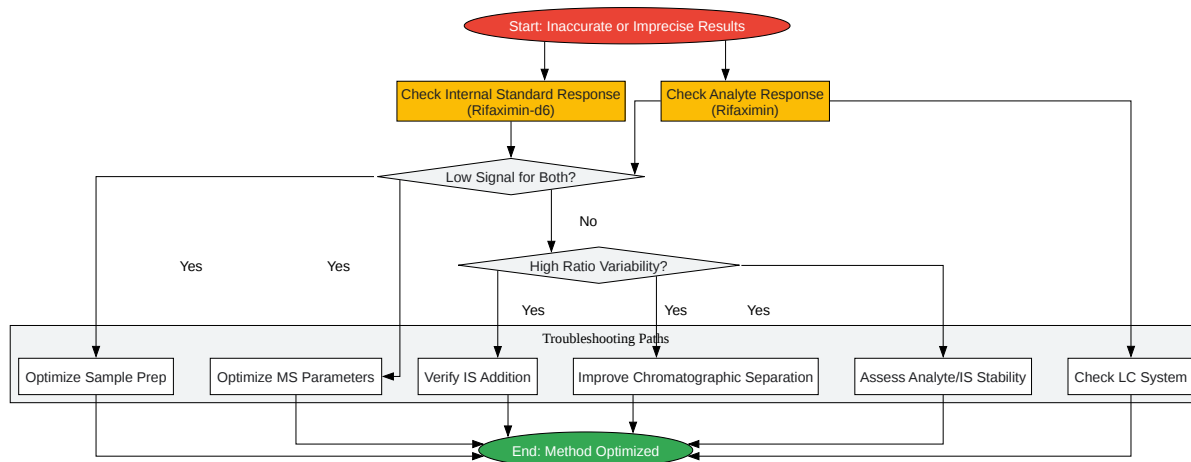 Start: Inaccurate or Imprecise Results
Check Internal Standard Response
(Rifaximin-d6)
Check Analyte Response
(Rifaximin)
Low Signal for Both?
No
High Ratio Variability?
Yes
Yes
Yes
Yes
Yes
Troubleshooting Paths
Optimize Sample Prep
Optimize MS Parameters
Verify IS Addition
Improve Chromatographic Separation
Assess Analyte/IS Stability
Check LC System
End: Method Optimized